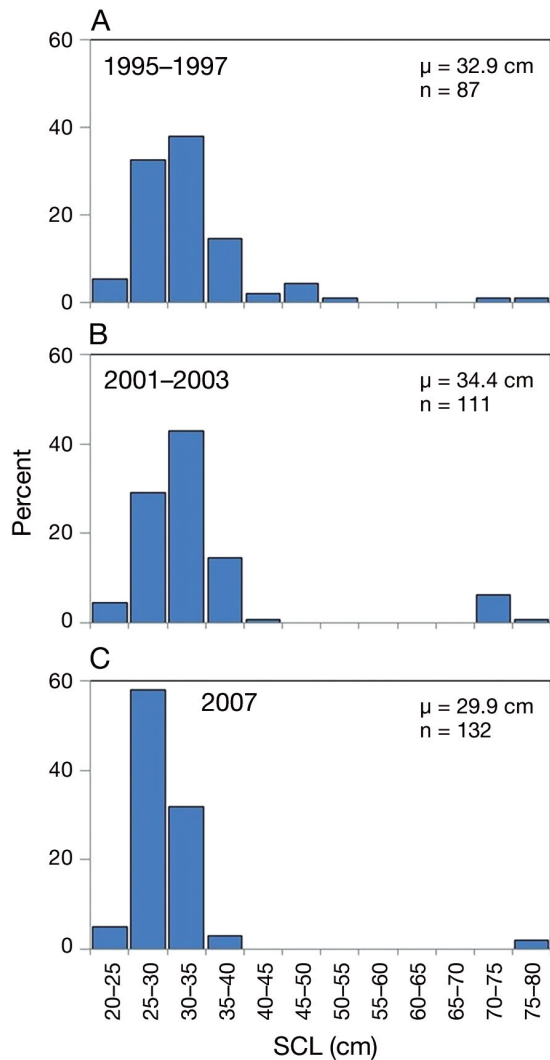 A
60
1995–1997
μ = 32.9 cm
n = 87
40
20
0
B
60
2001–2003
μ = 34.4 cm
n = 111
40
Percent
20
0
C
60
2007
μ = 29.9 cm
n = 132
40
20
0
20–25
25–30
30–35
35–40
40–45
45–50
50–55
55–60
60–65
65–70
70–75
75–80
SCL (cm)